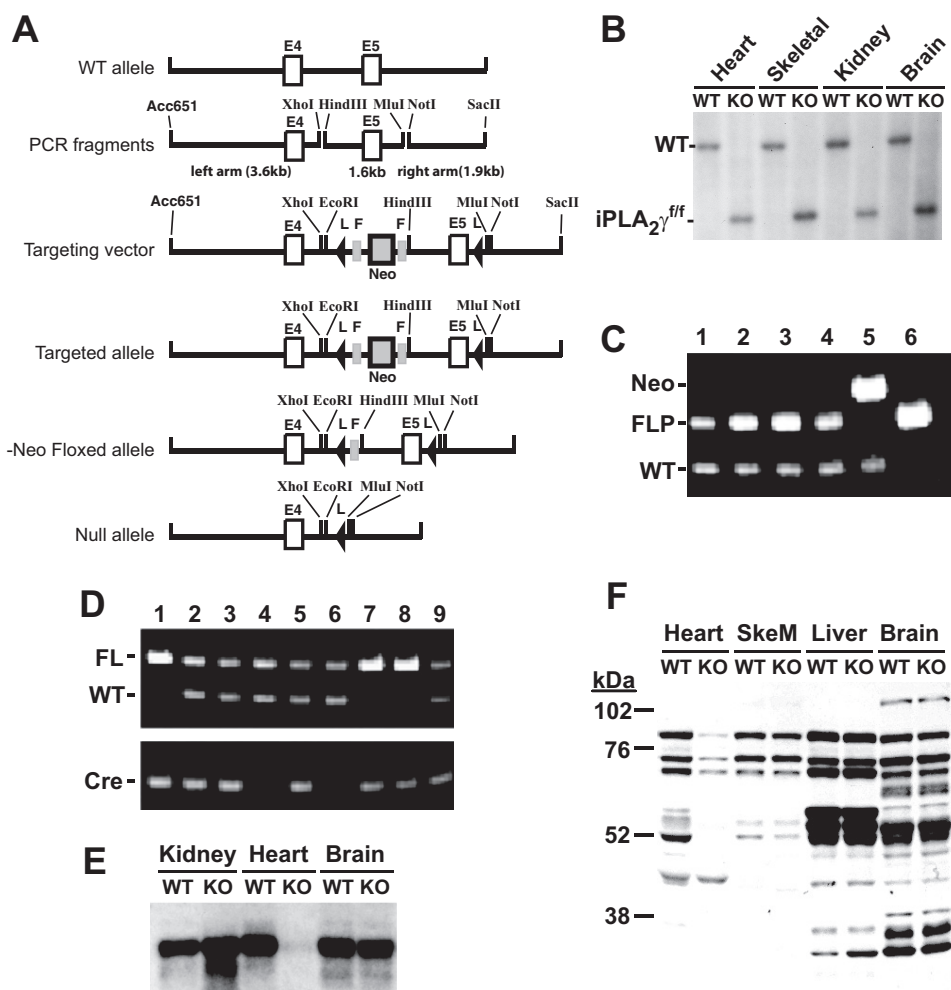 A
E4 E5
WT allele
Acc651 XhoI HindIII MluI NotI SacII
E4 E5
PCR fragments
left arm (3.6kb) 1.6kb right arm(1.9kb)
Acc651 XhoI EcoRI HindIII MluI NotI SacII
E4 L F F E5 L
Targeting vector
Neo
XhoI EcoRI HindIII MluI NotI
E4 L F F E5 L
Targeted allele
Neo
XhoI EcoRI HindIII MluI NotI
E4 L F E5 L
-Neo Floxed allele
XhoI EcoRI MluI NotI
E4 L
Null allele
B
Heart Skeletal Kidney Brain
WT KO WT KO WT KO WT KO
WT-
iPLA2γf/f -
C
1 2 3 4 5 6
Neo -
FLP -
WT -
D
1 2 3 4 5 6 7 8 9
FL -
WT -
Cre -
E
Kidney Heart Brain
WT KO WT KO WT KO
F
Heart SkeM Liver Brain
WT KO WT KO WT KO WT KO
kDa
102
76
52
38